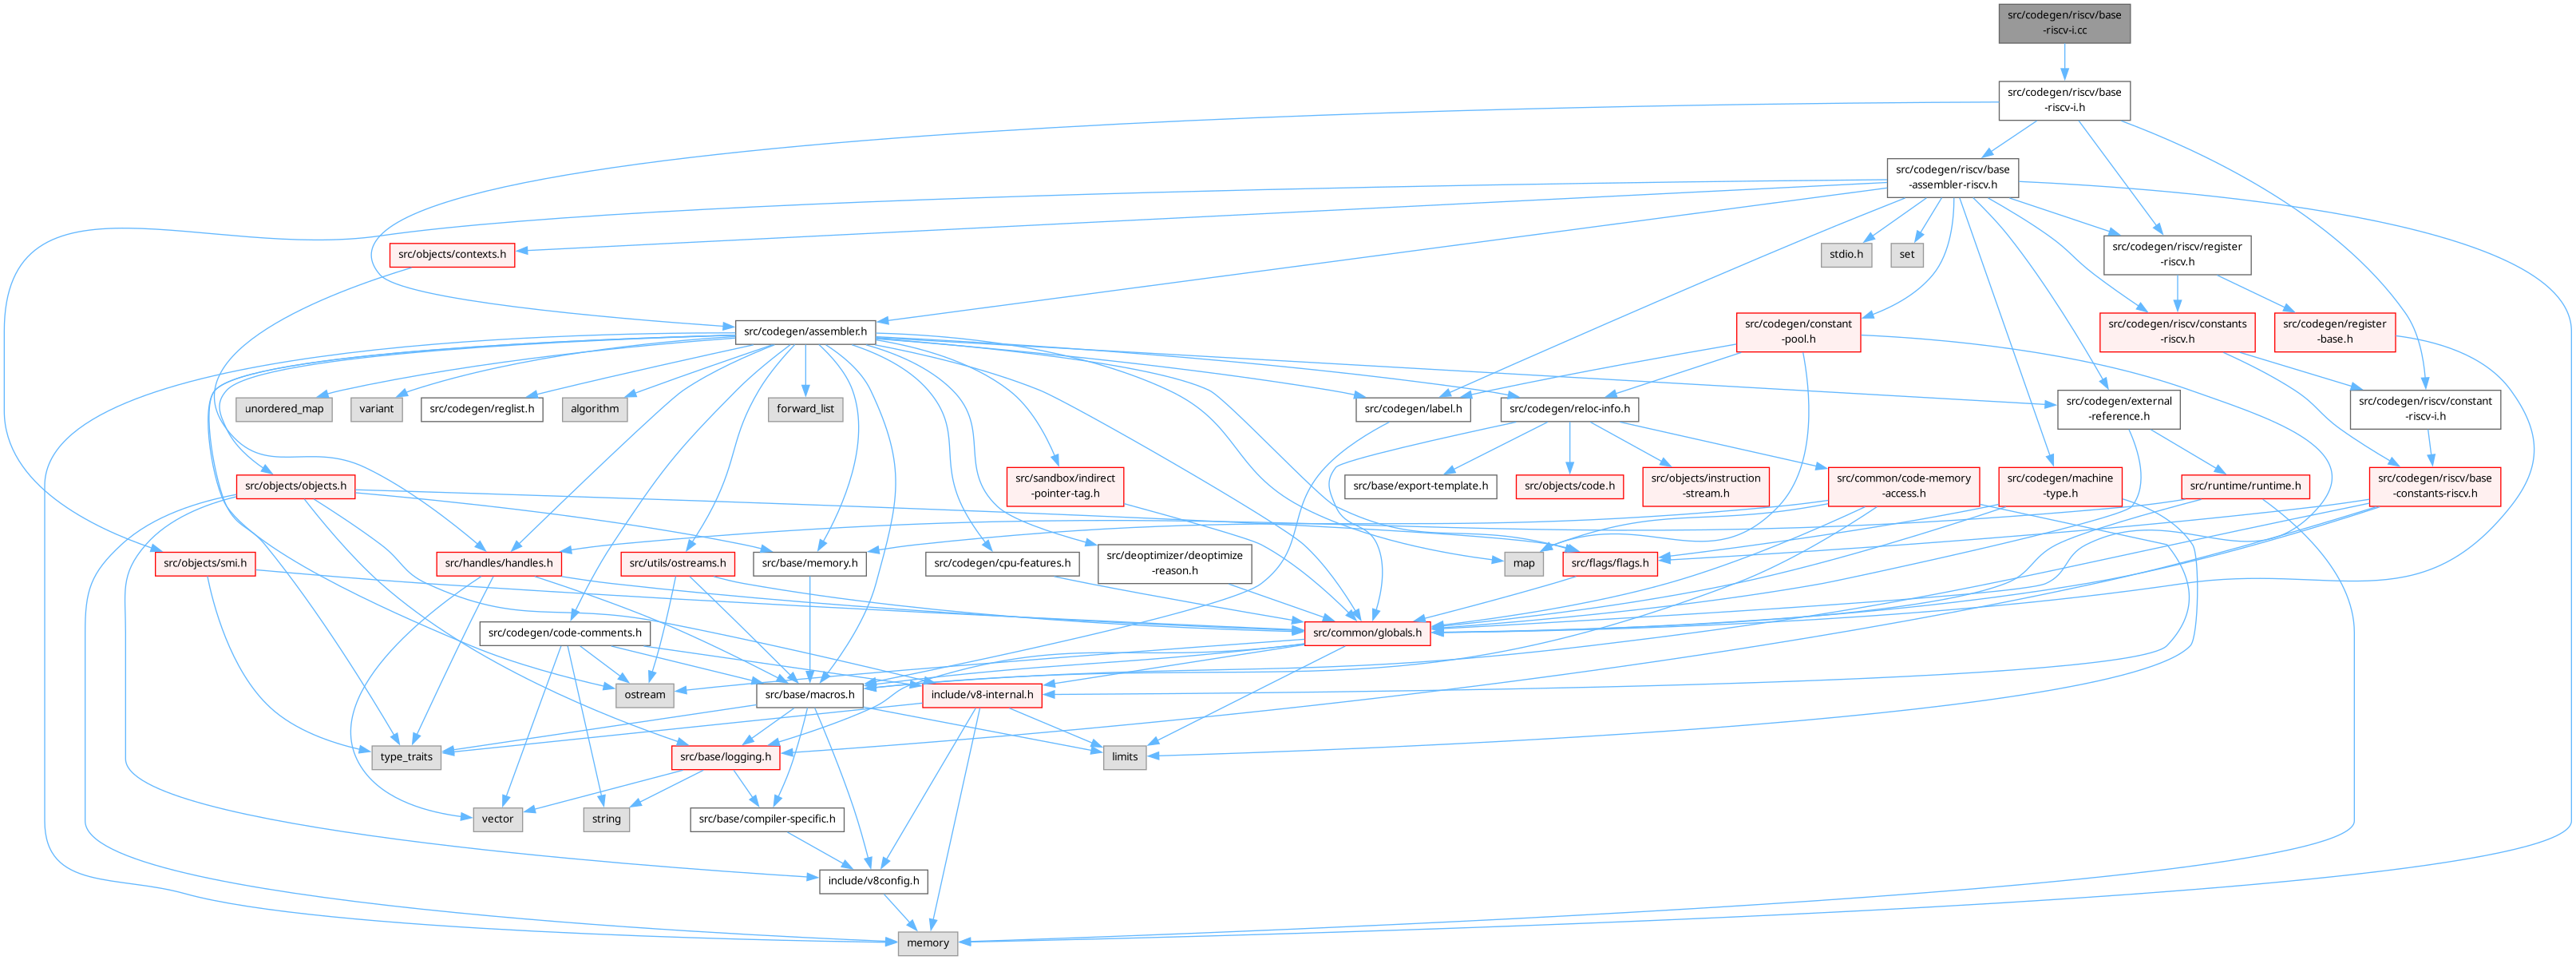 src/codegen/riscv/base
-riscv-i.cc
src/codegen/riscv/base
-riscv-i.h
src/codegen/riscv/base
-assembler-riscv.h
src/objects/contexts.h
stdio.h
set
src/codegen/riscv/register
-riscv.h
src/codegen/assembler.h
src/codegen/constant
-pool.h
src/codegen/riscv/constants
-riscv.h
src/codegen/register
-base.h
unordered_map
variant
src/codegen/reglist.h
algorithm
forward_list
src/codegen/label.h
src/codegen/reloc-info.h
src/codegen/external
-reference.h
src/codegen/riscv/constant
-riscv-i.h
src/objects/objects.h
src/sandbox/indirect
-pointer-tag.h
src/base/export-template.h
src/objects/code.h
src/objects/instruction
-stream.h
src/common/code-memory
-access.h
src/codegen/machine
-type.h
src/runtime/runtime.h
src/codegen/riscv/base
-constants-riscv.h
src/objects/smi.h
src/handles/handles.h
src/utils/ostreams.h
src/base/memory.h
src/codegen/cpu-features.h
src/deoptimizer/deoptimize
-reason.h
map
src/flags/flags.h
src/codegen/code-comments.h
src/common/globals.h
ostream
src/base/macros.h
include/v8-internal.h
type_traits
src/base/logging.h
limits
vector
string
src/base/compiler-specific.h
include/v8config.h
memory